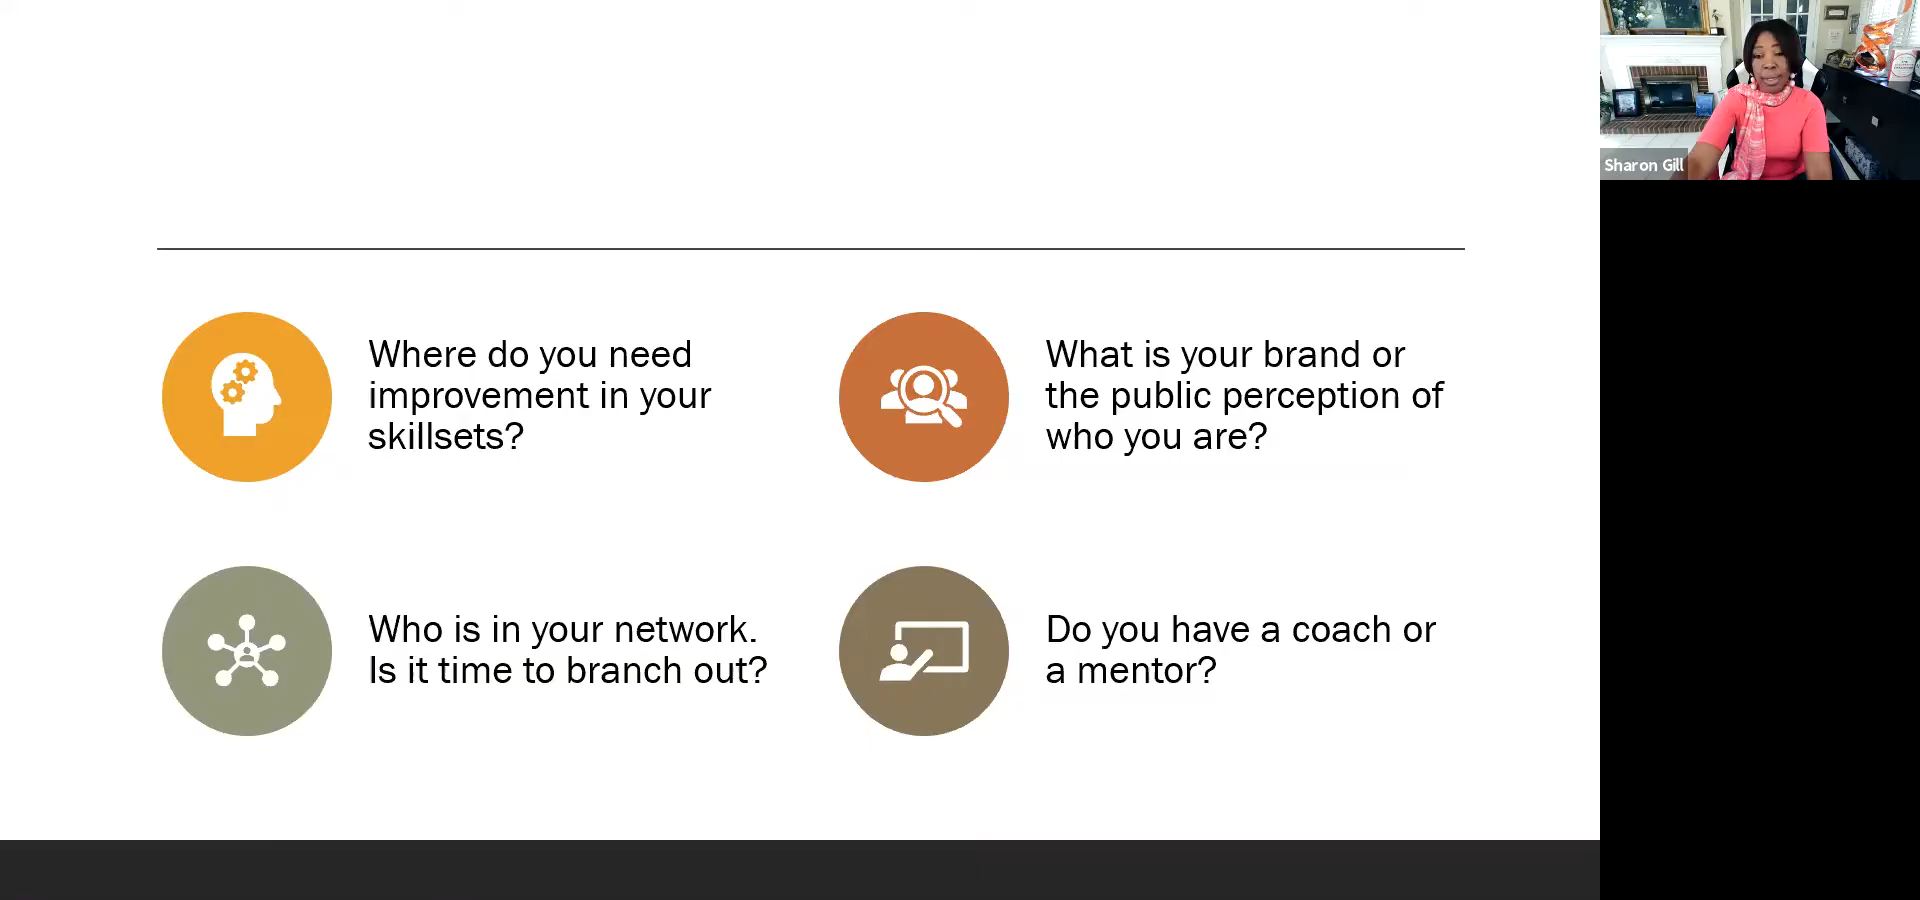 Where do you need
improvement in your
skillsets?
What is your brand or
the public perception of
who you are?
Who is in your network.
Is it time to branch out?
Do you have a coach or
a mentor?
Sharon Gill